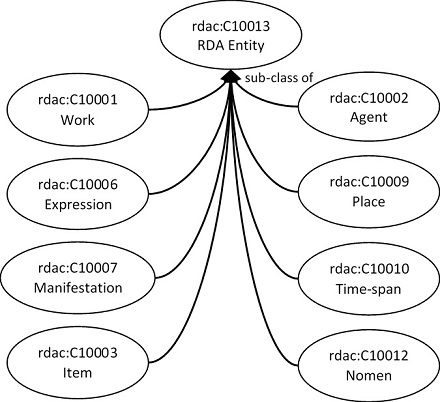 rdac:C10013
RDA Entity
sub-class of
rdac:C10001
Work
rdac:C10002
Agent
rdac:C10006
Expression
rdac:C10009
Place
rdac:C10007
Manifestation
rdac:C10010
Time-span
rdac:C10003
Item
rdac:C10012
Nomen